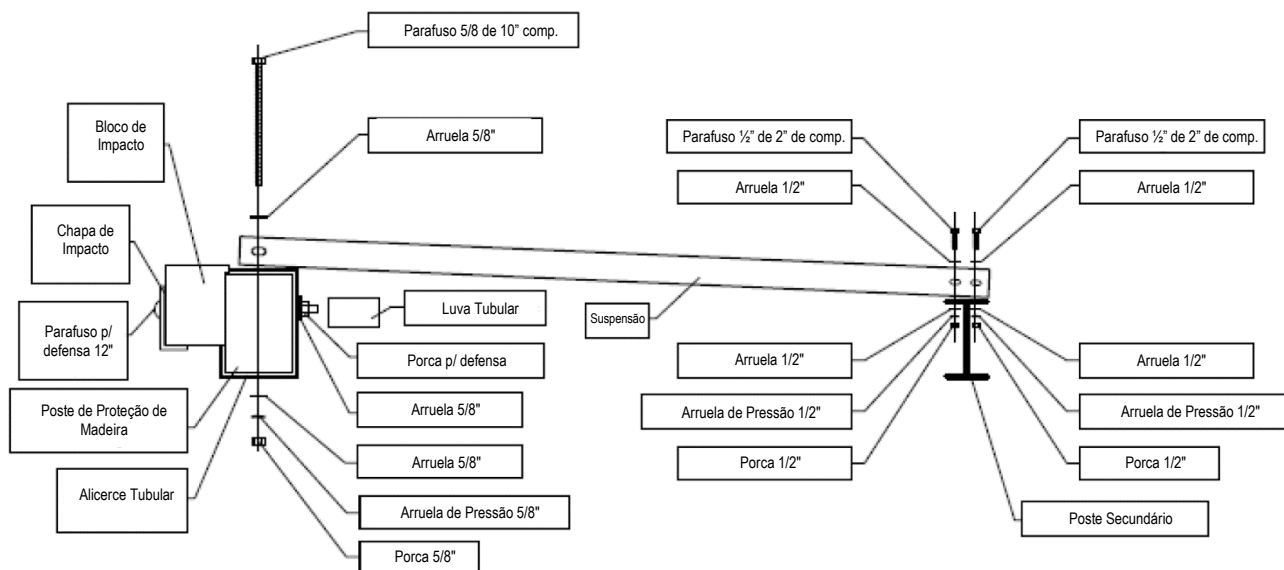 Parafuso 5/8 de 10” comp.
Bloco de
Impacto
Arruela 5/8"
Parafuso ½” de 2” de comp.
Parafuso ½” de 2” de comp.
Arruela 1/2"
Arruela 1/2"
Chapa de
Impacto
Luva Tubular
Suspensão
Parafuso p/
defensa 12"
Porca p/ defensa
Arruela 1/2"
Arruela 1/2"
Poste de Proteção de
Madeira
Arruela 5/8"
Arruela de Pressão 1/2"
Arruela de Pressão 1/2"
Arruela 5/8"
Porca 1/2"
Porca 1/2"
Alicerce Tubular
Arruela de Pressão 5/8"
Poste Secundário
Porca 5/8"